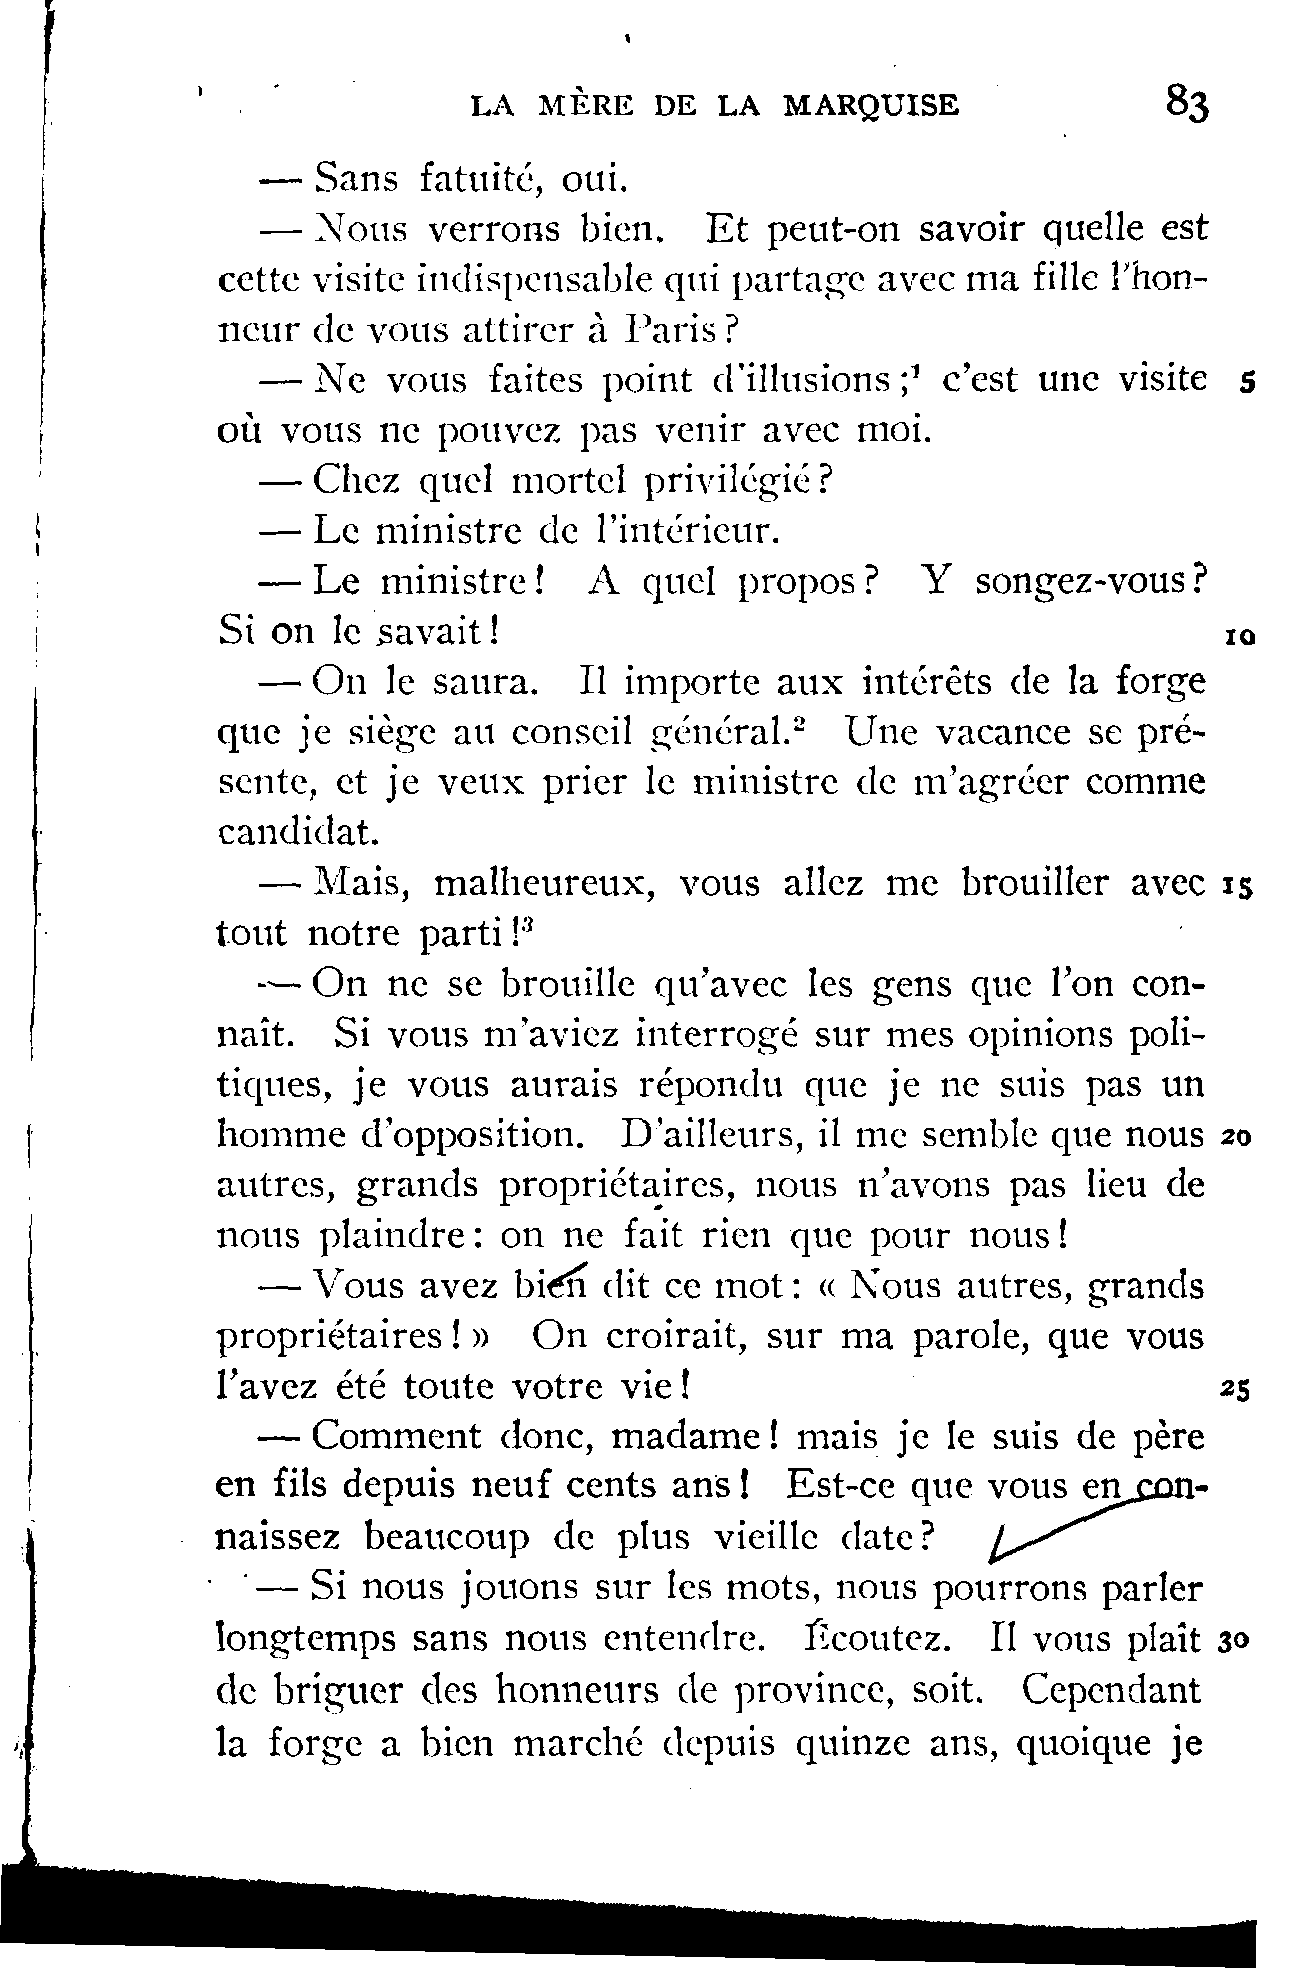 LA MÈRE DE LA MARQUISE 83
— Sans fatuité, oui.
— Nous verrons bien. Et peut-on savoir quelle est
cette visite indispensable qui partage avec ma fille l'hon-
neur de vous attirer à Paris?
— Ne vous faites point d'illusions;¹ c'est une visite 5
où vous ne pouvez pas venir avec moi.
— Chez quel mortel privilégié?
— Le ministre de l'intérieur.
— Le ministre! A quel propos? Y songez-vous?
Si on le savait! 10
— On le saura. Il importe aux intérêts de la forge
que je siège au conseil général.² Une vacance se pré-
sente, et je veux prier le ministre de m'agréer comme
candidat.
— Mais, malheureux, vous allez me brouiller avec 15
tout notre parti!³
— On ne se brouille qu'avec les gens que l'on con-
naît. Si vous m'aviez interrogé sur mes opinions poli-
tiques, je vous aurais répondu que je ne suis pas un
homme d'opposition. D'ailleurs, il me semble que nous 20
autres, grands propriétaires, nous n'avons pas lieu de
nous plaindre: on ne fait rien que pour nous!
— Vous avez bien dit ce mot: « Nous autres, grands
propriétaires! » On croirait, sur ma parole, que vous
l'avez été toute votre vie! 25
— Comment donc, madame! mais je le suis de père
en fils depuis neuf cents ans! Est-ce que vous en con-
naissez beaucoup de plus vieille date?
— Si nous jouons sur les mots, nous pourrons parler
longtemps sans nous entendre. Écoutez. Il vous plaît 30
de briguer des honneurs de province, soit. Cependant
la forge a bien marché depuis quinze ans, quoique je